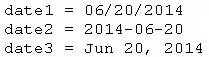 date1 = 06/20/2014
date2 = 2014-06-20
date3 = Jun 20, 2014